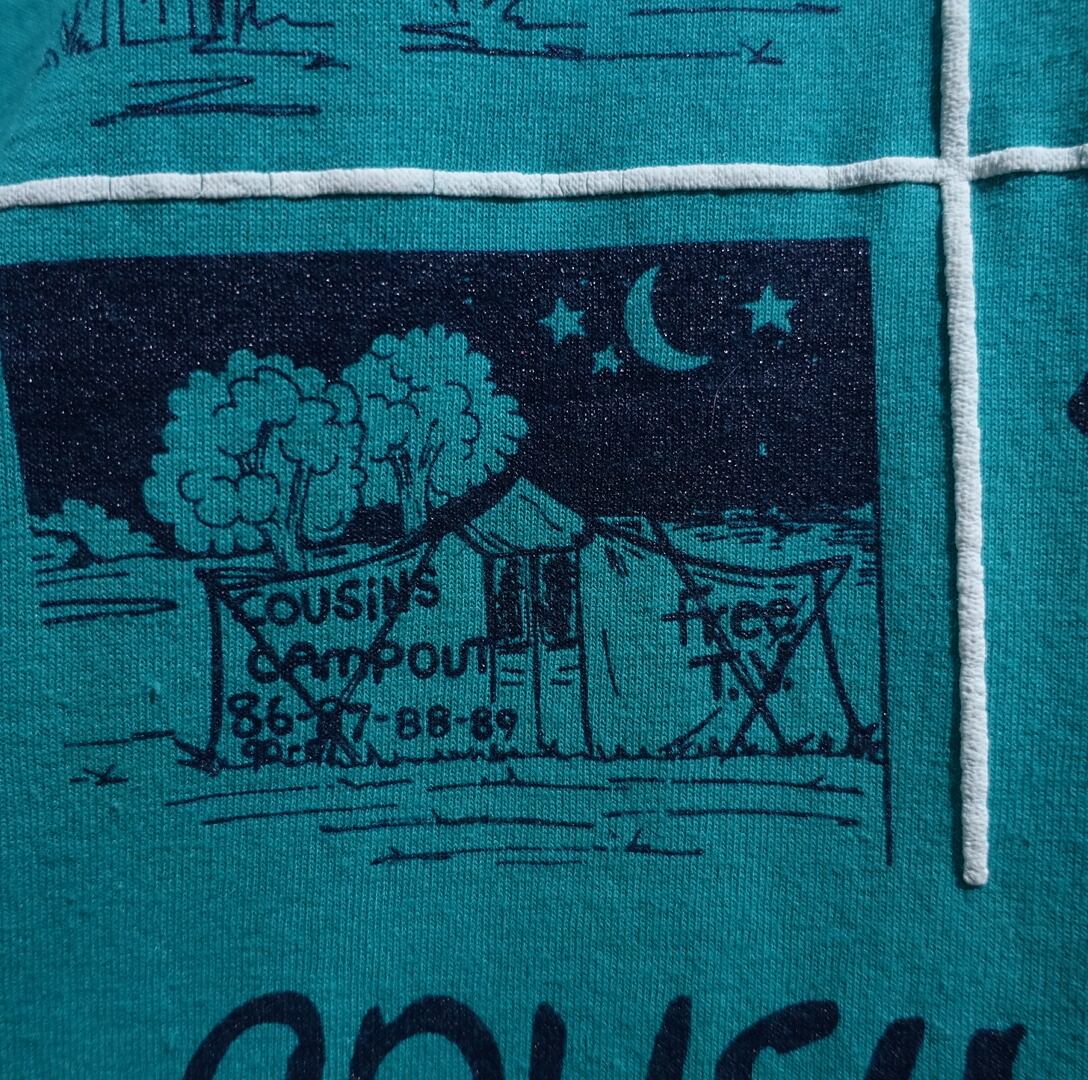 COUSiNS
cAmPOUT
86-87-88-89
free
T.V.